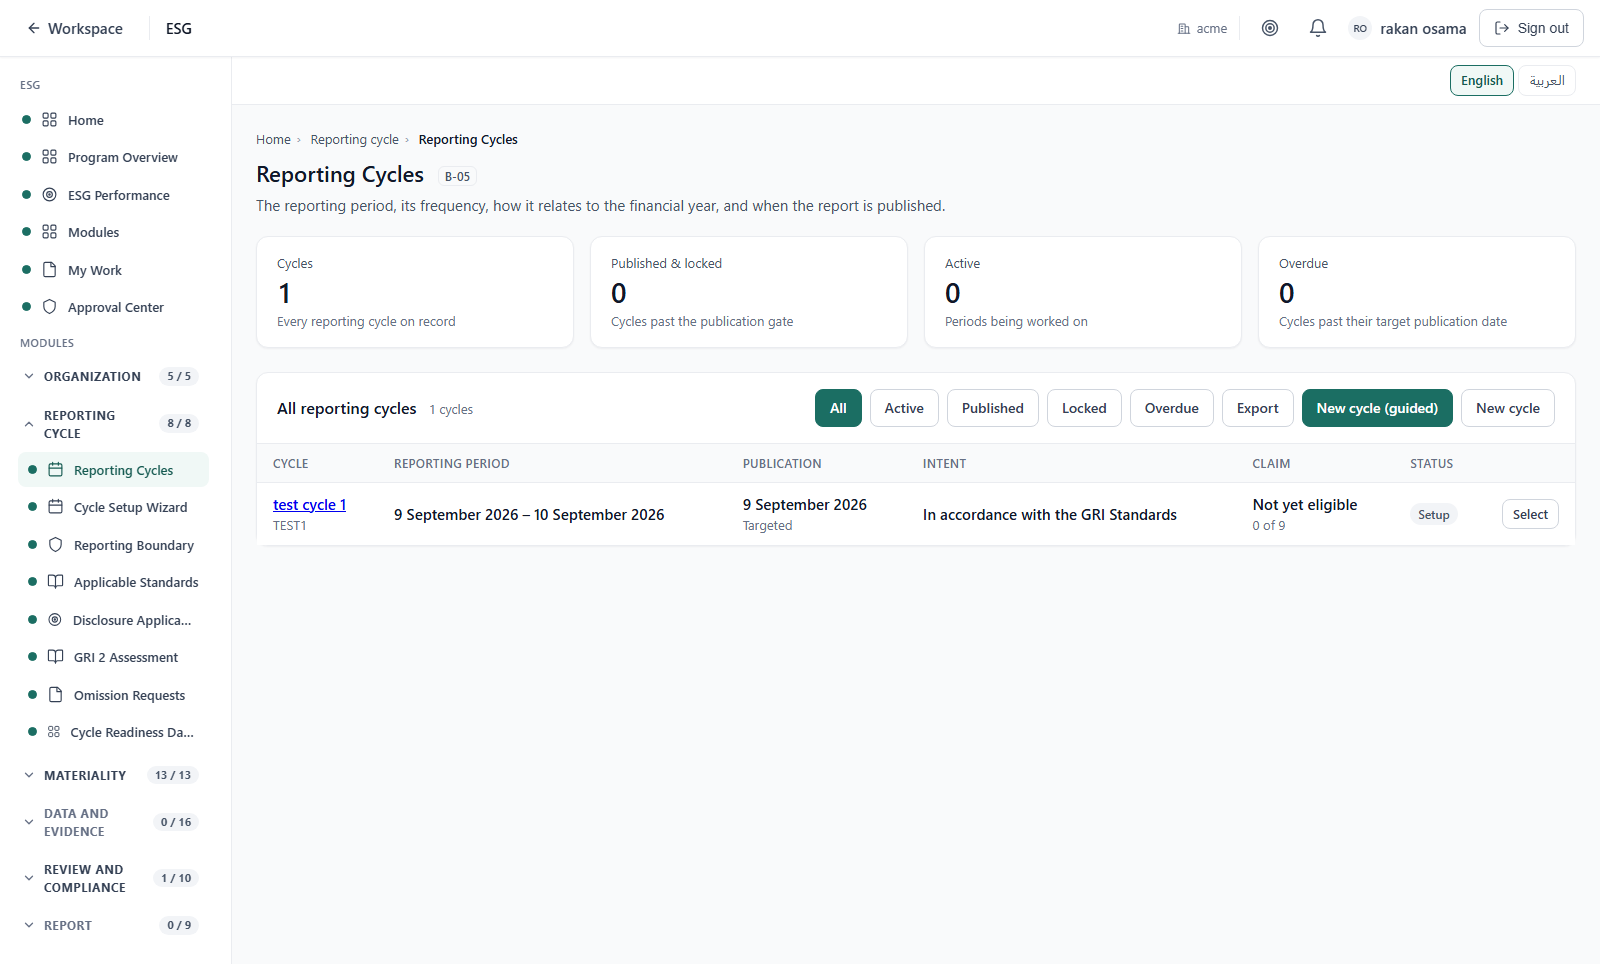 Workspace
ESG
acme
RO
rakan osama
Sign out
English
العربية
ESG
Home
Program Overview
ESG Performance
Modules
My Work
Approval Center
MODULES
ORGANIZATION 5 / 5
REPORTING
CYCLE
8 / 8
Reporting Cycles
Cycle Setup Wizard
Reporting Boundary
Applicable Standards
Disclosure Applica...
GRI 2 Assessment
Omission Requests
Cycle Readiness Da...
MATERIALITY 13 / 13
DATA AND
EVIDENCE
0 / 16
REVIEW AND
COMPLIANCE
1 / 10
REPORT 0 / 9
Home › Reporting cycle › Reporting Cycles
Reporting Cycles B-05
The reporting period, its frequency, how it relates to the financial year, and when the report is published.
Cycles
1
Every reporting cycle on record
Published & locked
0
Cycles past the publication gate
Active
0
Periods being worked on
Overdue
0
Cycles past their target publication date
All reporting cycles 1 cycles
All
Active
Published
Locked
Overdue
Export
New cycle (guided)
New cycle
CYCLE REPORTING PERIOD PUBLICATION INTENT CLAIM STATUS
test cycle 1
TEST1
9 September 2026 – 10 September 2026
9 September 2026
Targeted
In accordance with the GRI Standards
Not yet eligible
0 of 9
Setup
Select